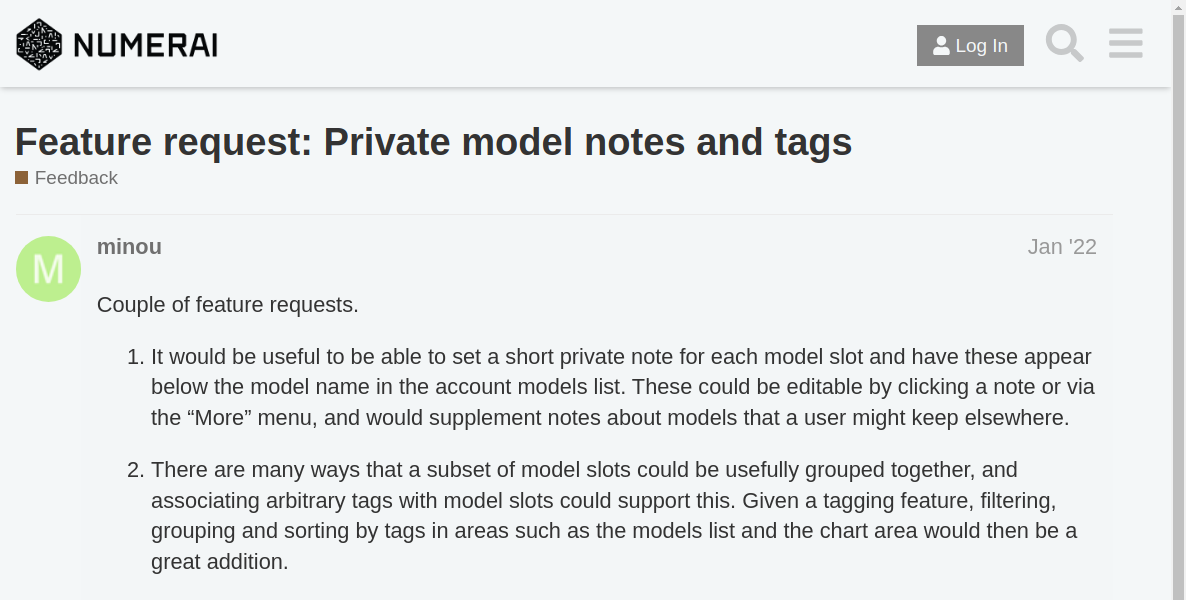 NUMERAI
Log In
Feature request: Private model notes and tags
Feedback
M
minou
Jan '22
Couple of feature requests.
1. It would be useful to be able to set a short private note for each model slot and have these appear
below the model name in the account models list. These could be editable by clicking a note or via
the “More” menu, and would supplement notes about models that a user might keep elsewhere.
2. There are many ways that a subset of model slots could be usefully grouped together, and
associating arbitrary tags with model slots could support this. Given a tagging feature, filtering,
grouping and sorting by tags in areas such as the models list and the chart area would then be a
great addition.